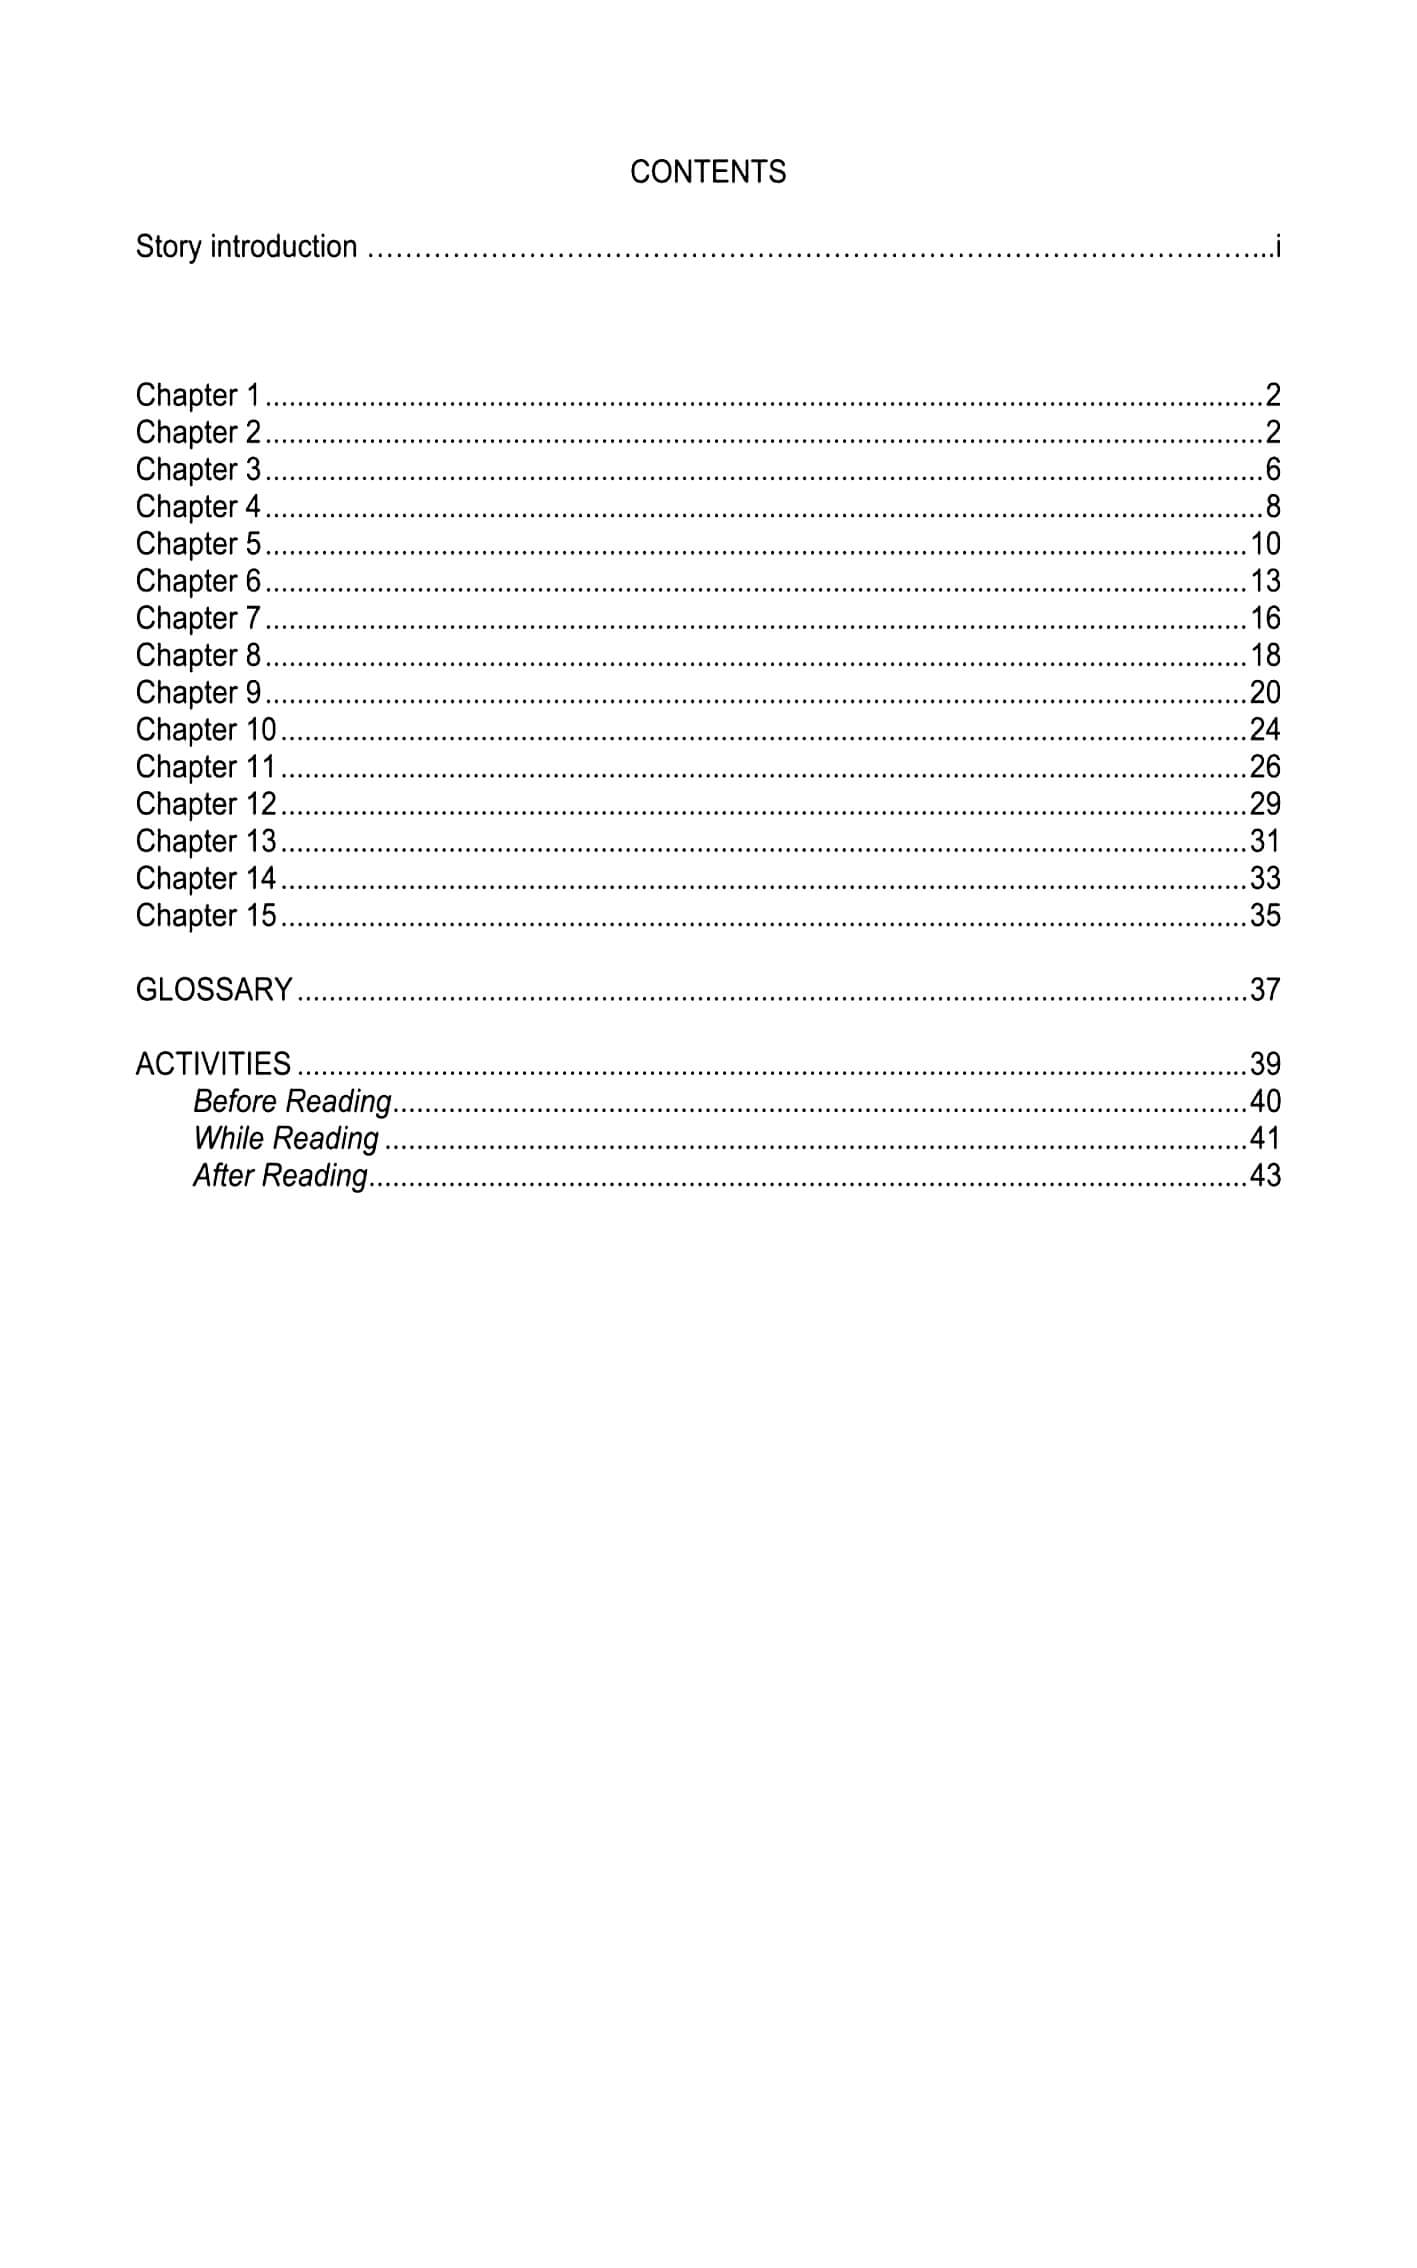 CONTENTS
Story introduction ……………………………………………………………………………………...i
Chapter 1.............................................................................................................................2
Chapter 2.............................................................................................................................2
Chapter 3.............................................................................................................................6
Chapter 4.............................................................................................................................8
Chapter 5...........................................................................................................................10
Chapter 6...........................................................................................................................13
Chapter 7...........................................................................................................................16
Chapter 8...........................................................................................................................18
Chapter 9...........................................................................................................................20
Chapter 10.........................................................................................................................24
Chapter 11.........................................................................................................................26
Chapter 12.........................................................................................................................29
Chapter 13.........................................................................................................................31
Chapter 14.........................................................................................................................33
Chapter 15.........................................................................................................................35
GLOSSARY.......................................................................................................................37
ACTIVITIES.......................................................................................................................39
Before Reading...........................................................................................................40
While Reading............................................................................................................41
After Reading..............................................................................................................43